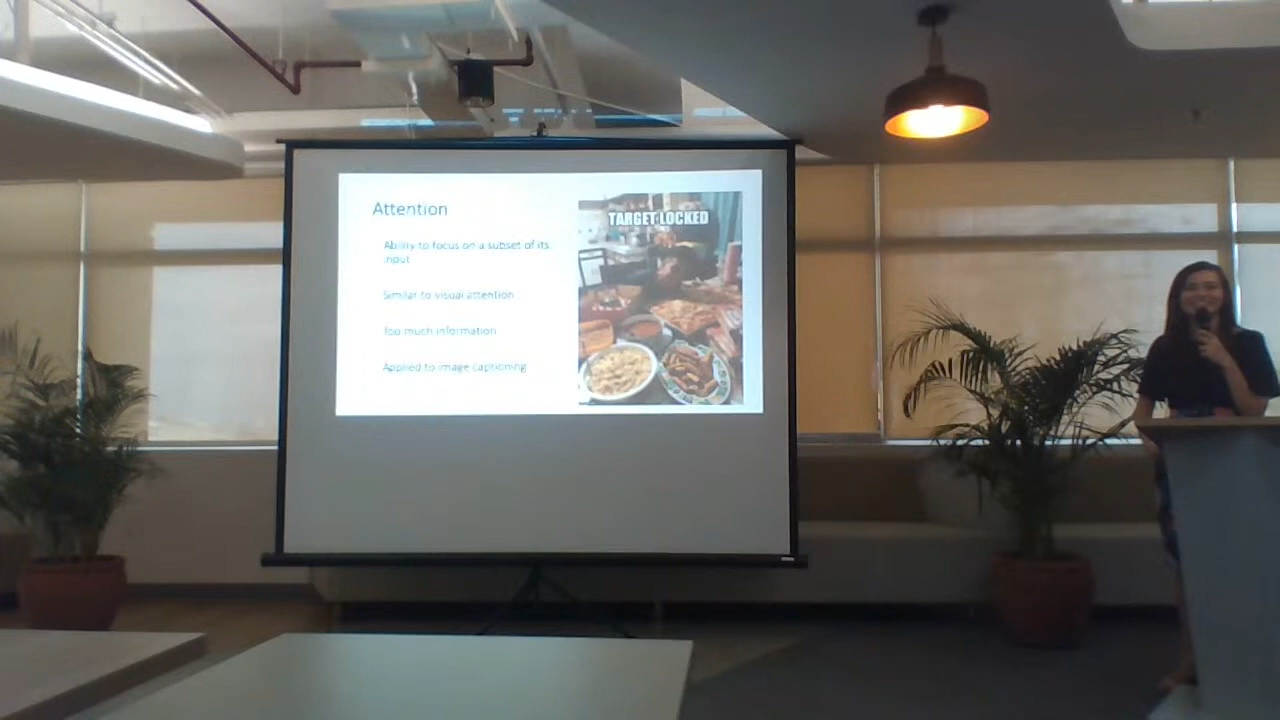 Attention
Ability to focus on a subset of its
input
Similar to visual attention
Too much information
Applied to image captioning
TARGET LOCKED